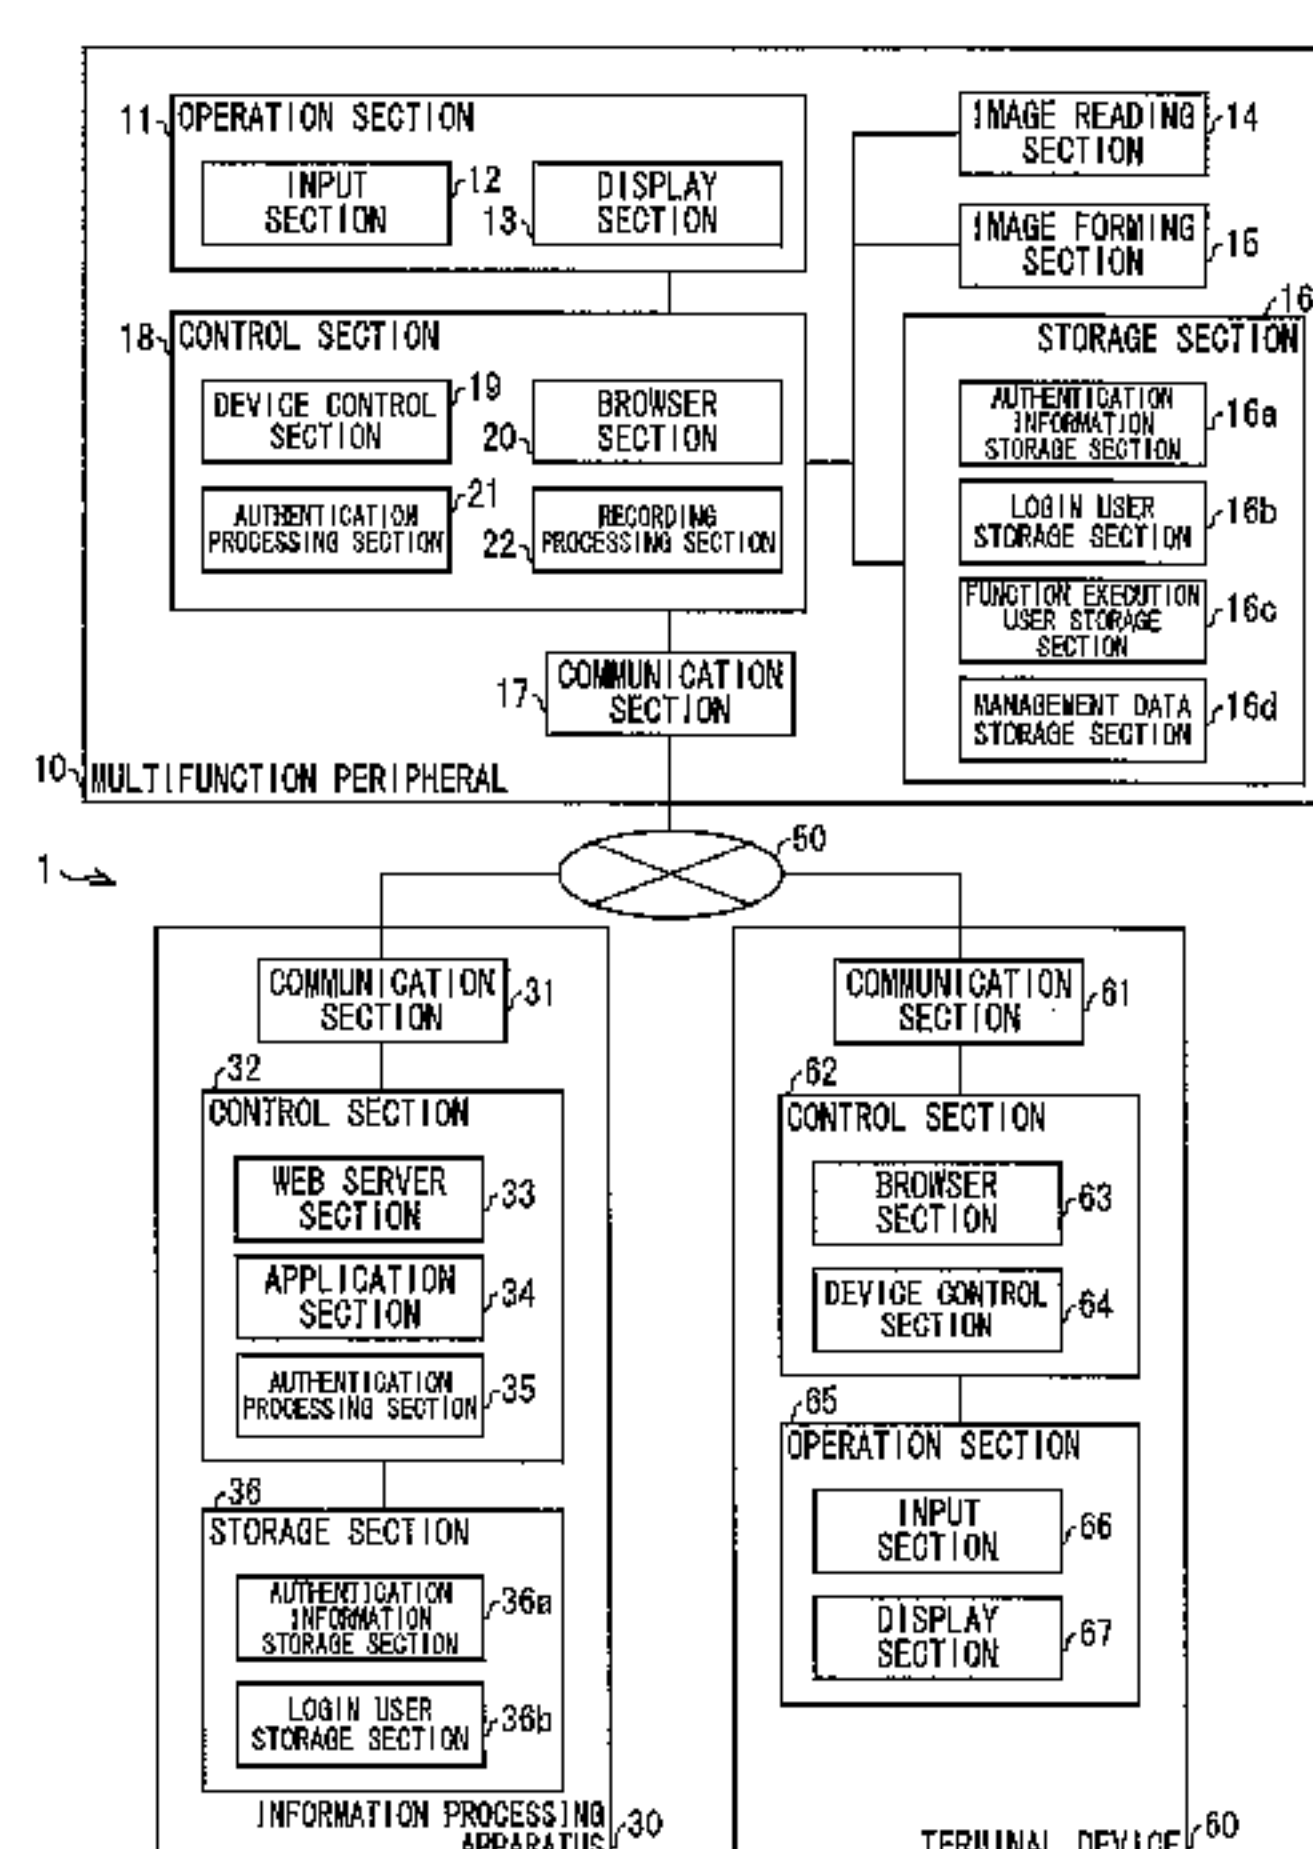 11 OPERATION SECTION
INPUT
SECTION
12
13
DISPLAY
SECTION
IMAGE READING
SECTION
14
IMAGE FORMING
SECTION
15
18 CONTROL SECTION
DEVICE CONTROL
SECTION
19
20
BROWSER
SECTION
AUTHENTICATION
PROCESSING SECTION
21
22
RECORDING
PROCESSING SECTION
16
STORAGE SECTION
AUTHENTICATION
INFORMATION
STORAGE SECTION
16a
LOGIN USER
STORAGE SECTION
16b
FUNCTION EXECUTION
USER STORAGE
SECTION
16c
MANAGEMENT DATA
STORAGE SECTION
16d
17
COMMUNICATION
SECTION
10 MULTIFUNCTION PERIPHERAL
50
1
COMMUNICATION
SECTION
31
32
CONTROL SECTION
WEB SERVER
SECTION
33
APPLICATION
SECTION
34
AUTHENTICATION
PROCESSING SECTION
35
36
STORAGE SECTION
AUTHENTICATION
INFORMATION
STORAGE SECTION
36a
LOGIN USER
STORAGE SECTION
36b
INFORMATION PROCESSING
APPARATUS
30
COMMUNICATION
SECTION
61
62
CONTROL SECTION
BROWSER
SECTION
63
DEVICE CONTROL
SECTION
64
65
OPERATION SECTION
INPUT
SECTION
66
DISPLAY
SECTION
67
TERMINAL DEVICE
60